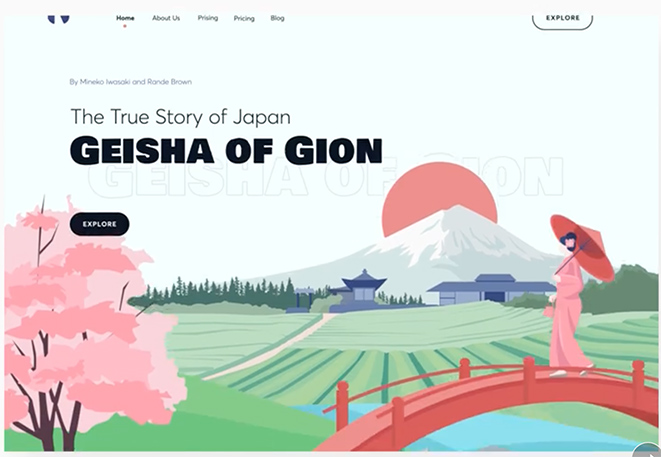 Home About Us Prising Pricing Blog EXPLORE
By Mineko Iwasaki and Rande Brown
The True Story of Japan
GEISHA OF GION
GEISHA OF GION
EXPLORE